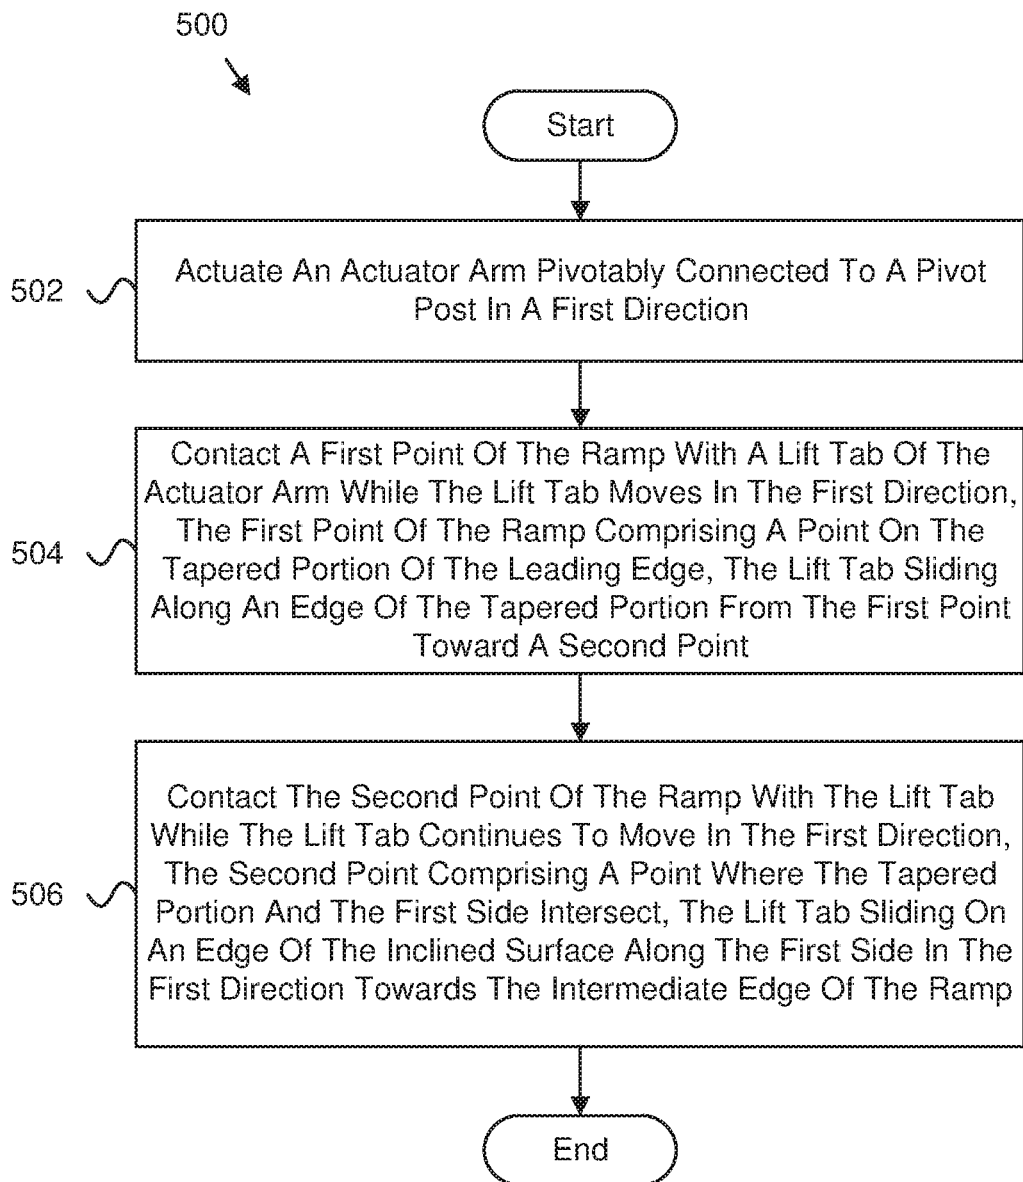 500
Start
502
Actuate An Actuator Arm Pivotably Connected To A Pivot
Post In A First Direction
504
Contact A First Point Of The Ramp With A Lift Tab Of The
Actuator Arm While The Lift Tab Moves In The First Direction,
The First Point Of The Ramp Comprising A Point On The
Tapered Portion Of The Leading Edge, The Lift Tab Sliding
Along An Edge Of The Tapered Portion From The First Point
Toward A Second Point
506
Contact The Second Point Of The Ramp With The Lift Tab
While The Lift Tab Continues To Move In The First Direction,
The Second Point Comprising A Point Where The Tapered
Portion And The First Side Intersect, The Lift Tab Sliding On
An Edge Of The Inclined Surface Along The First Side In The
First Direction Towards The Intermediate Edge Of The Ramp
End